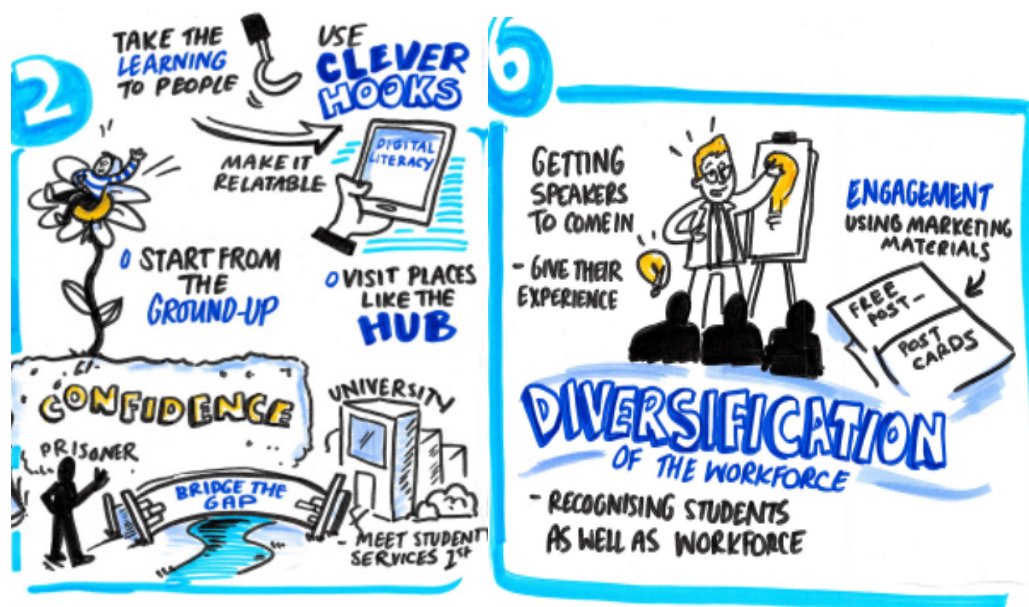 2
TAKE THE
LEARNING
TO PEOPLE
USE
CLEVER
HOOKS
MAKE IT
RELATABLE
DIGITAL
LITERACY
0 START FROM
THE
GROUND-UP
0 VISIT PLACES
LIKE THE
HUB
CONFIDENCE
PRISONER
BRIDGE THE
GAP
UNIVERSITY
- MEET STUDENT
SERVICES 1ST
6
GETTING
SPEAKERS
TO COME IN
- GIVE THEIR
EXPERIENCE
ENGAGEMENT
USING MARKETING
MATERIALS
FREE
POST-
POST
CARDS
DIVERSIFICATION
OF THE WORKFORCE
- RECOGNISING STUDENTS
AS WELL AS WORKFORCE